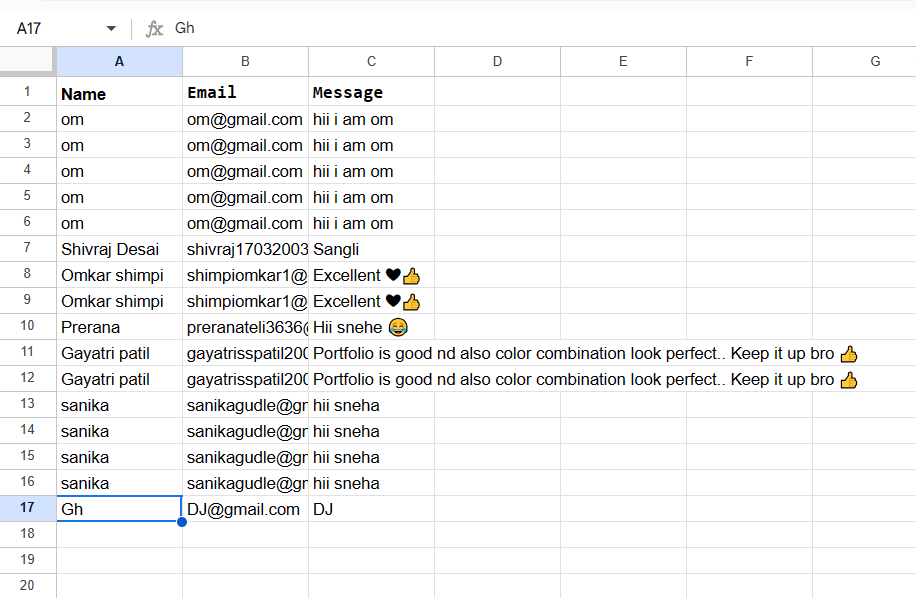 A17 fx Gh
A B C D E F G
1 Name Email Message
2 om om@gmail.com hii i am om
3 om om@gmail.com hii i am om
4 om om@gmail.com hii i am om
5 om om@gmail.com hii i am om
6 om om@gmail.com hii i am om
7 Shivraj Desai shivraj17032003 Sangli
8 Omkar shimpi shimpiomkar1@ Excellent 🖤👍
9 Omkar shimpi shimpiomkar1@ Excellent 🖤👍
10 Prerana preranateli3636@ Hii snehe 😂
11 Gayatri patil gayatrisspatil200 Portfolio is good nd also color combination look perfect.. Keep it up bro 👍
12 Gayatri patil gayatrisspatil200 Portfolio is good nd also color combination look perfect.. Keep it up bro 👍
13 sanika sanikagudle@gm hii sneha
14 sanika sanikagudle@gm hii sneha
15 sanika sanikagudle@gm hii sneha
16 sanika sanikagudle@gm hii sneha
17 Gh DJ@gmail.com DJ
18
19
20